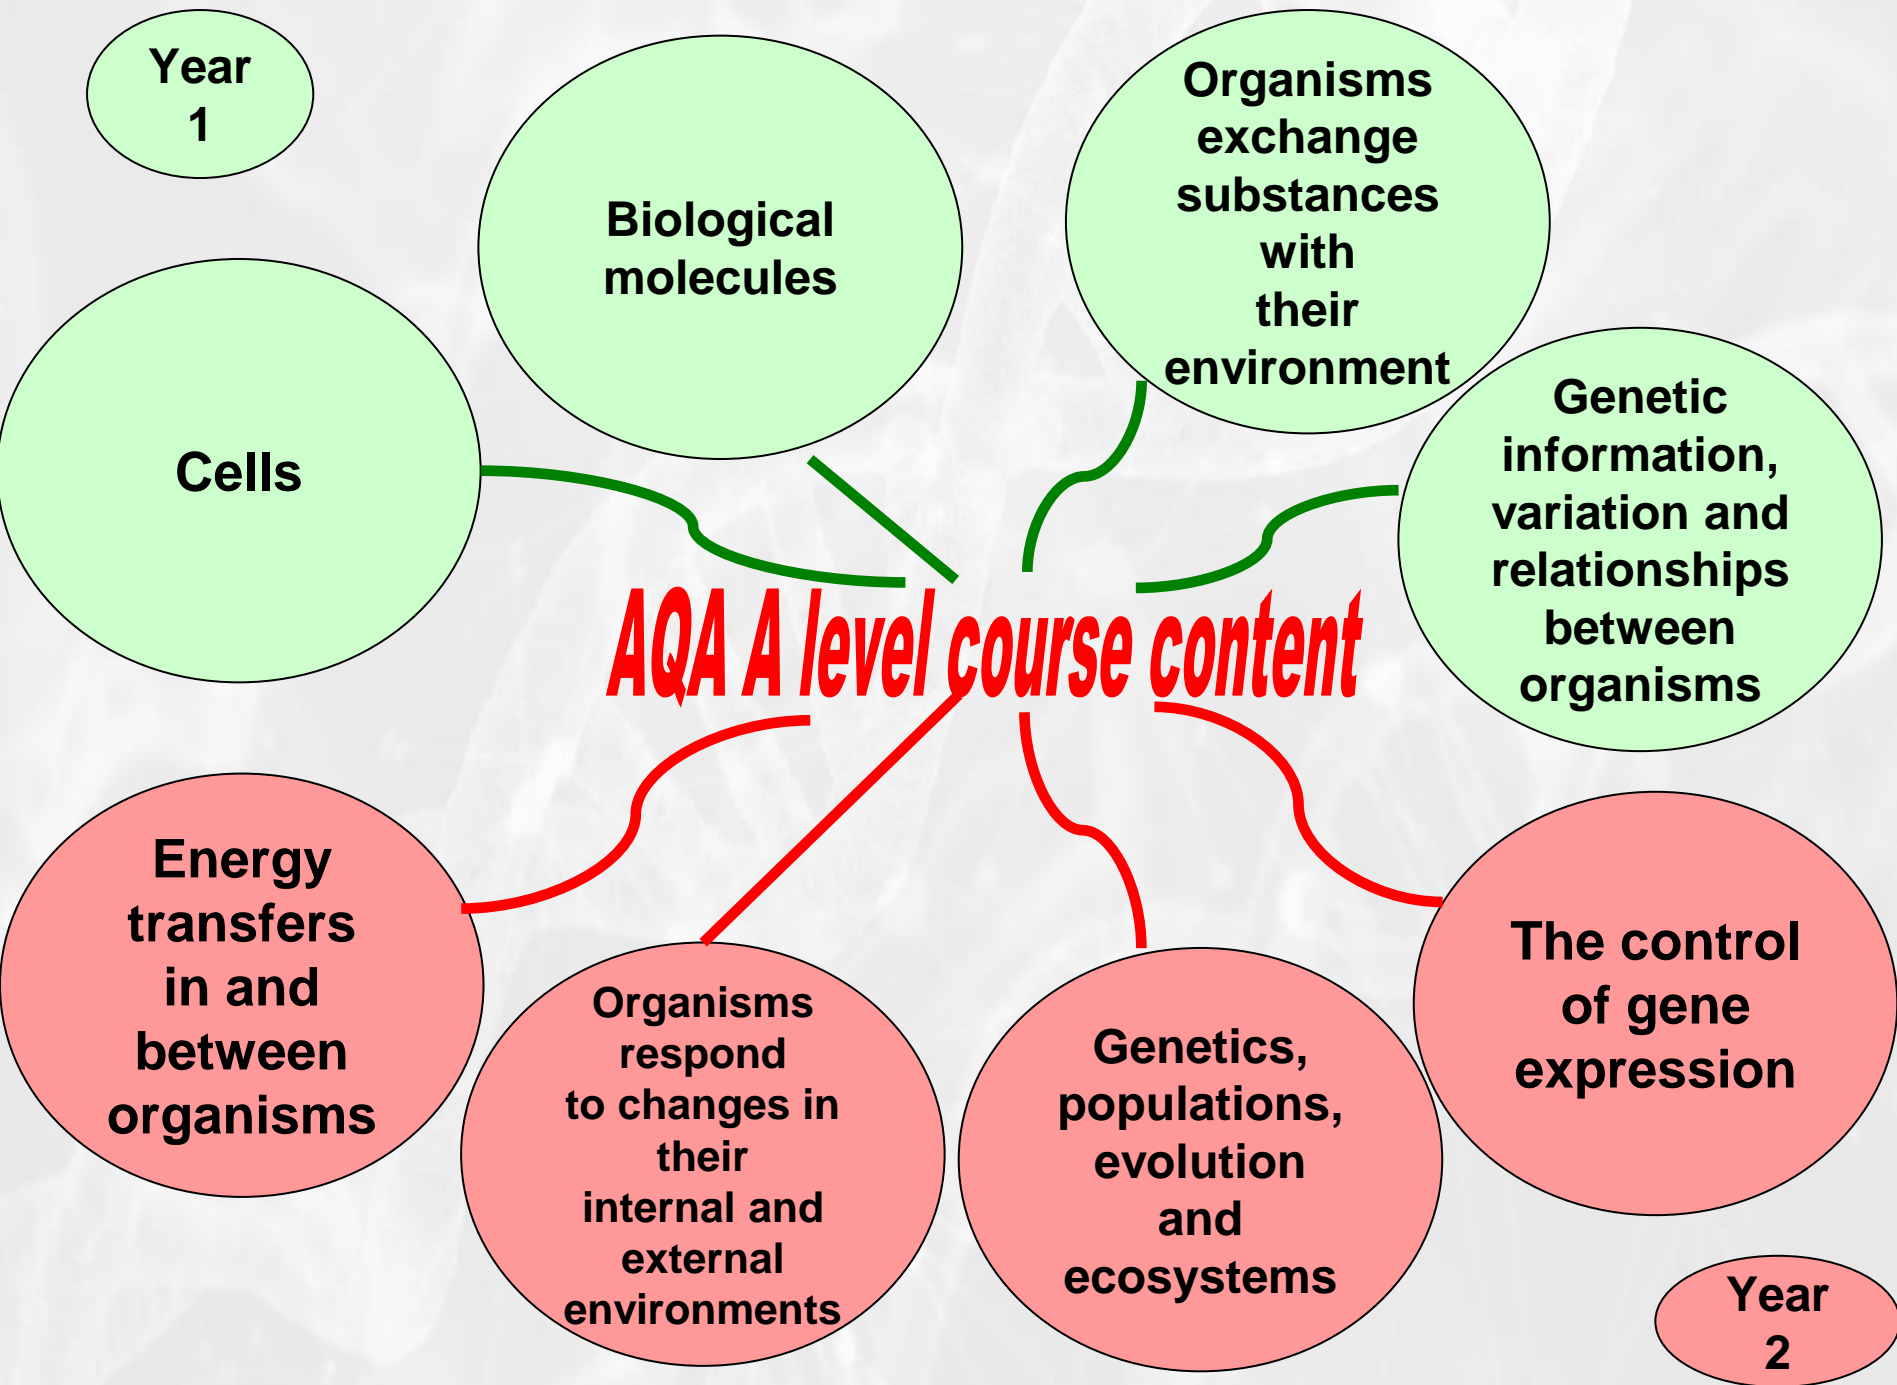 Year
1
Biological
molecules
Organisms
exchange
substances
with
their
environment
Cells
Genetic
information,
variation and
relationships
between
organisms
AQA A level course content
Energy
transfers
in and
between
organisms
Organisms
respond
to changes in
their
internal and
external
environments
Genetics,
populations,
evolution
and
ecosystems
The control
of gene
expression
Year
2